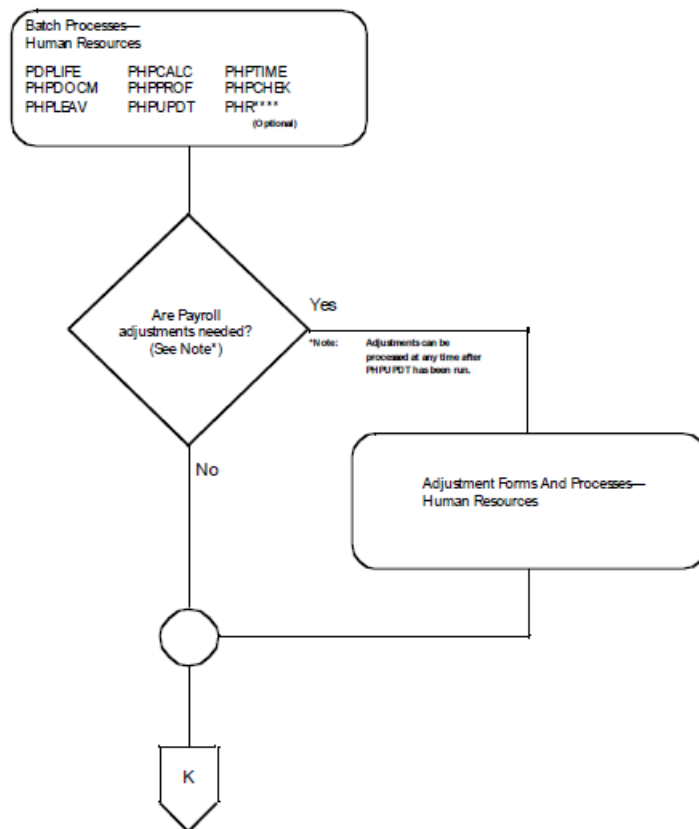 Batch Processes—
Human Resources
PDPLIFE PHPCALC PHPTIME
PHPDOCM PHPPROF PHPCHEK
PHPLEAV PHPUPDT PHR****
(Optional)
Are Payroll
adjustments needed?
(See Note*)
Yes
*Note: Adjustments can be
processed at any time after
PHPUPDT has been run.
No
Adjustment Forms And Processes—
Human Resources
K